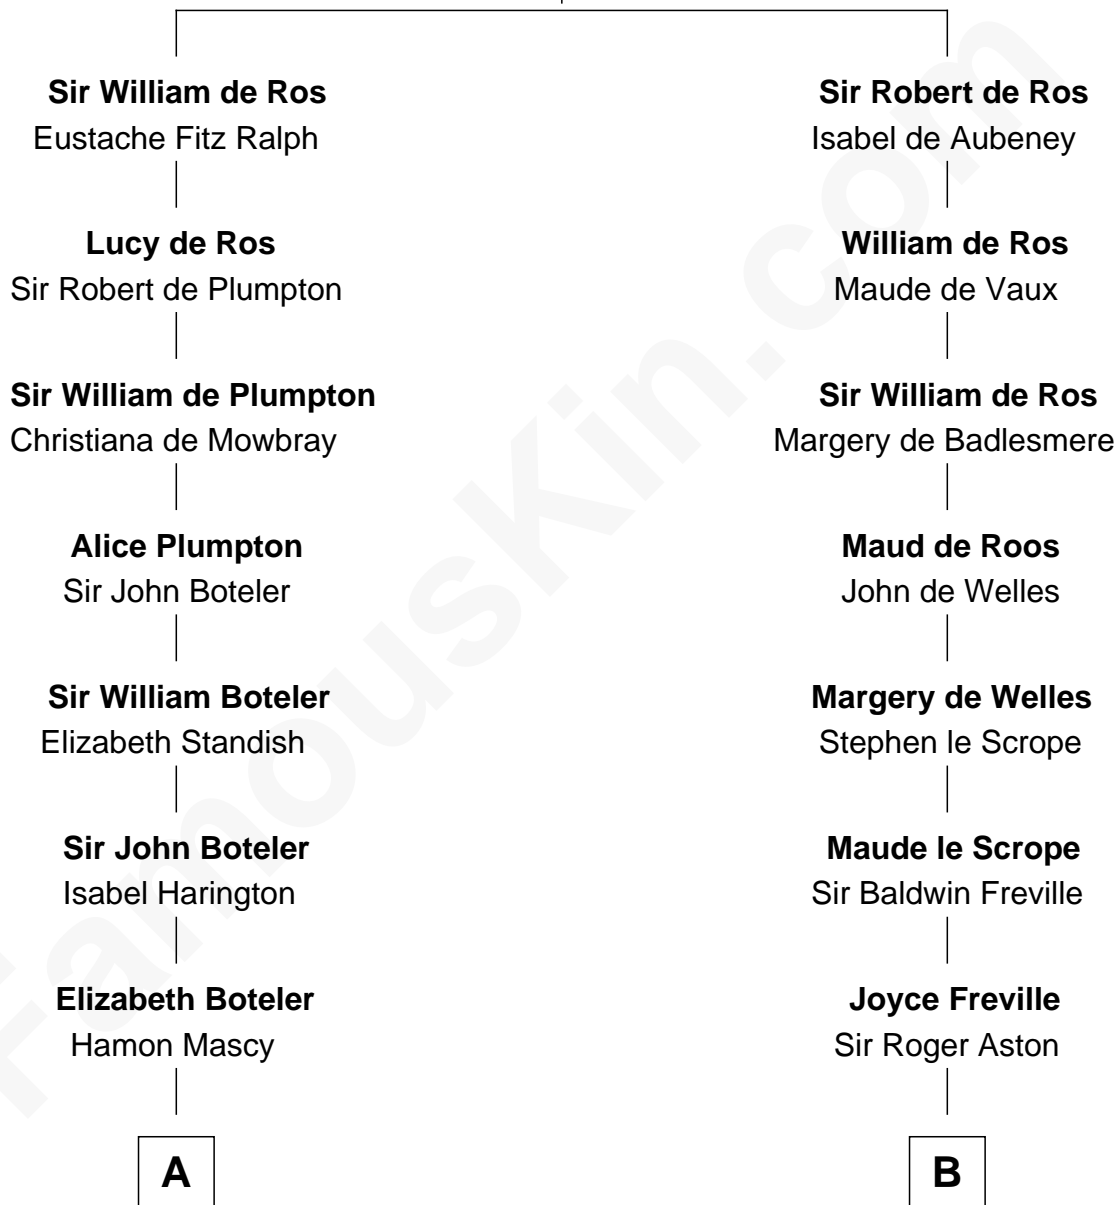 Sir William de Ros
Eustache Fitz Ralph
Lucy de Ros
Sir Robert de Plumpton
Sir William de Plumpton
Christiana de Mowbray
Alice Plumpton
Sir John Boteler
Sir William Boteler
Elizabeth Standish
Sir John Boteler
Isabel Harington
Elizabeth Boteler
Hamon Mascy
A
Sir Robert de Ros
Isabel de Aubeney
William de Ros
Maude de Vaux
Sir William de Ros
Margery de Badlesmere
Maud de Roos
John de Welles
Margery de Welles
Stephen le Scrope
Maude le Scrope
Sir Baldwin Freville
Joyce Freville
Sir Roger Aston
B
FamousKin.com